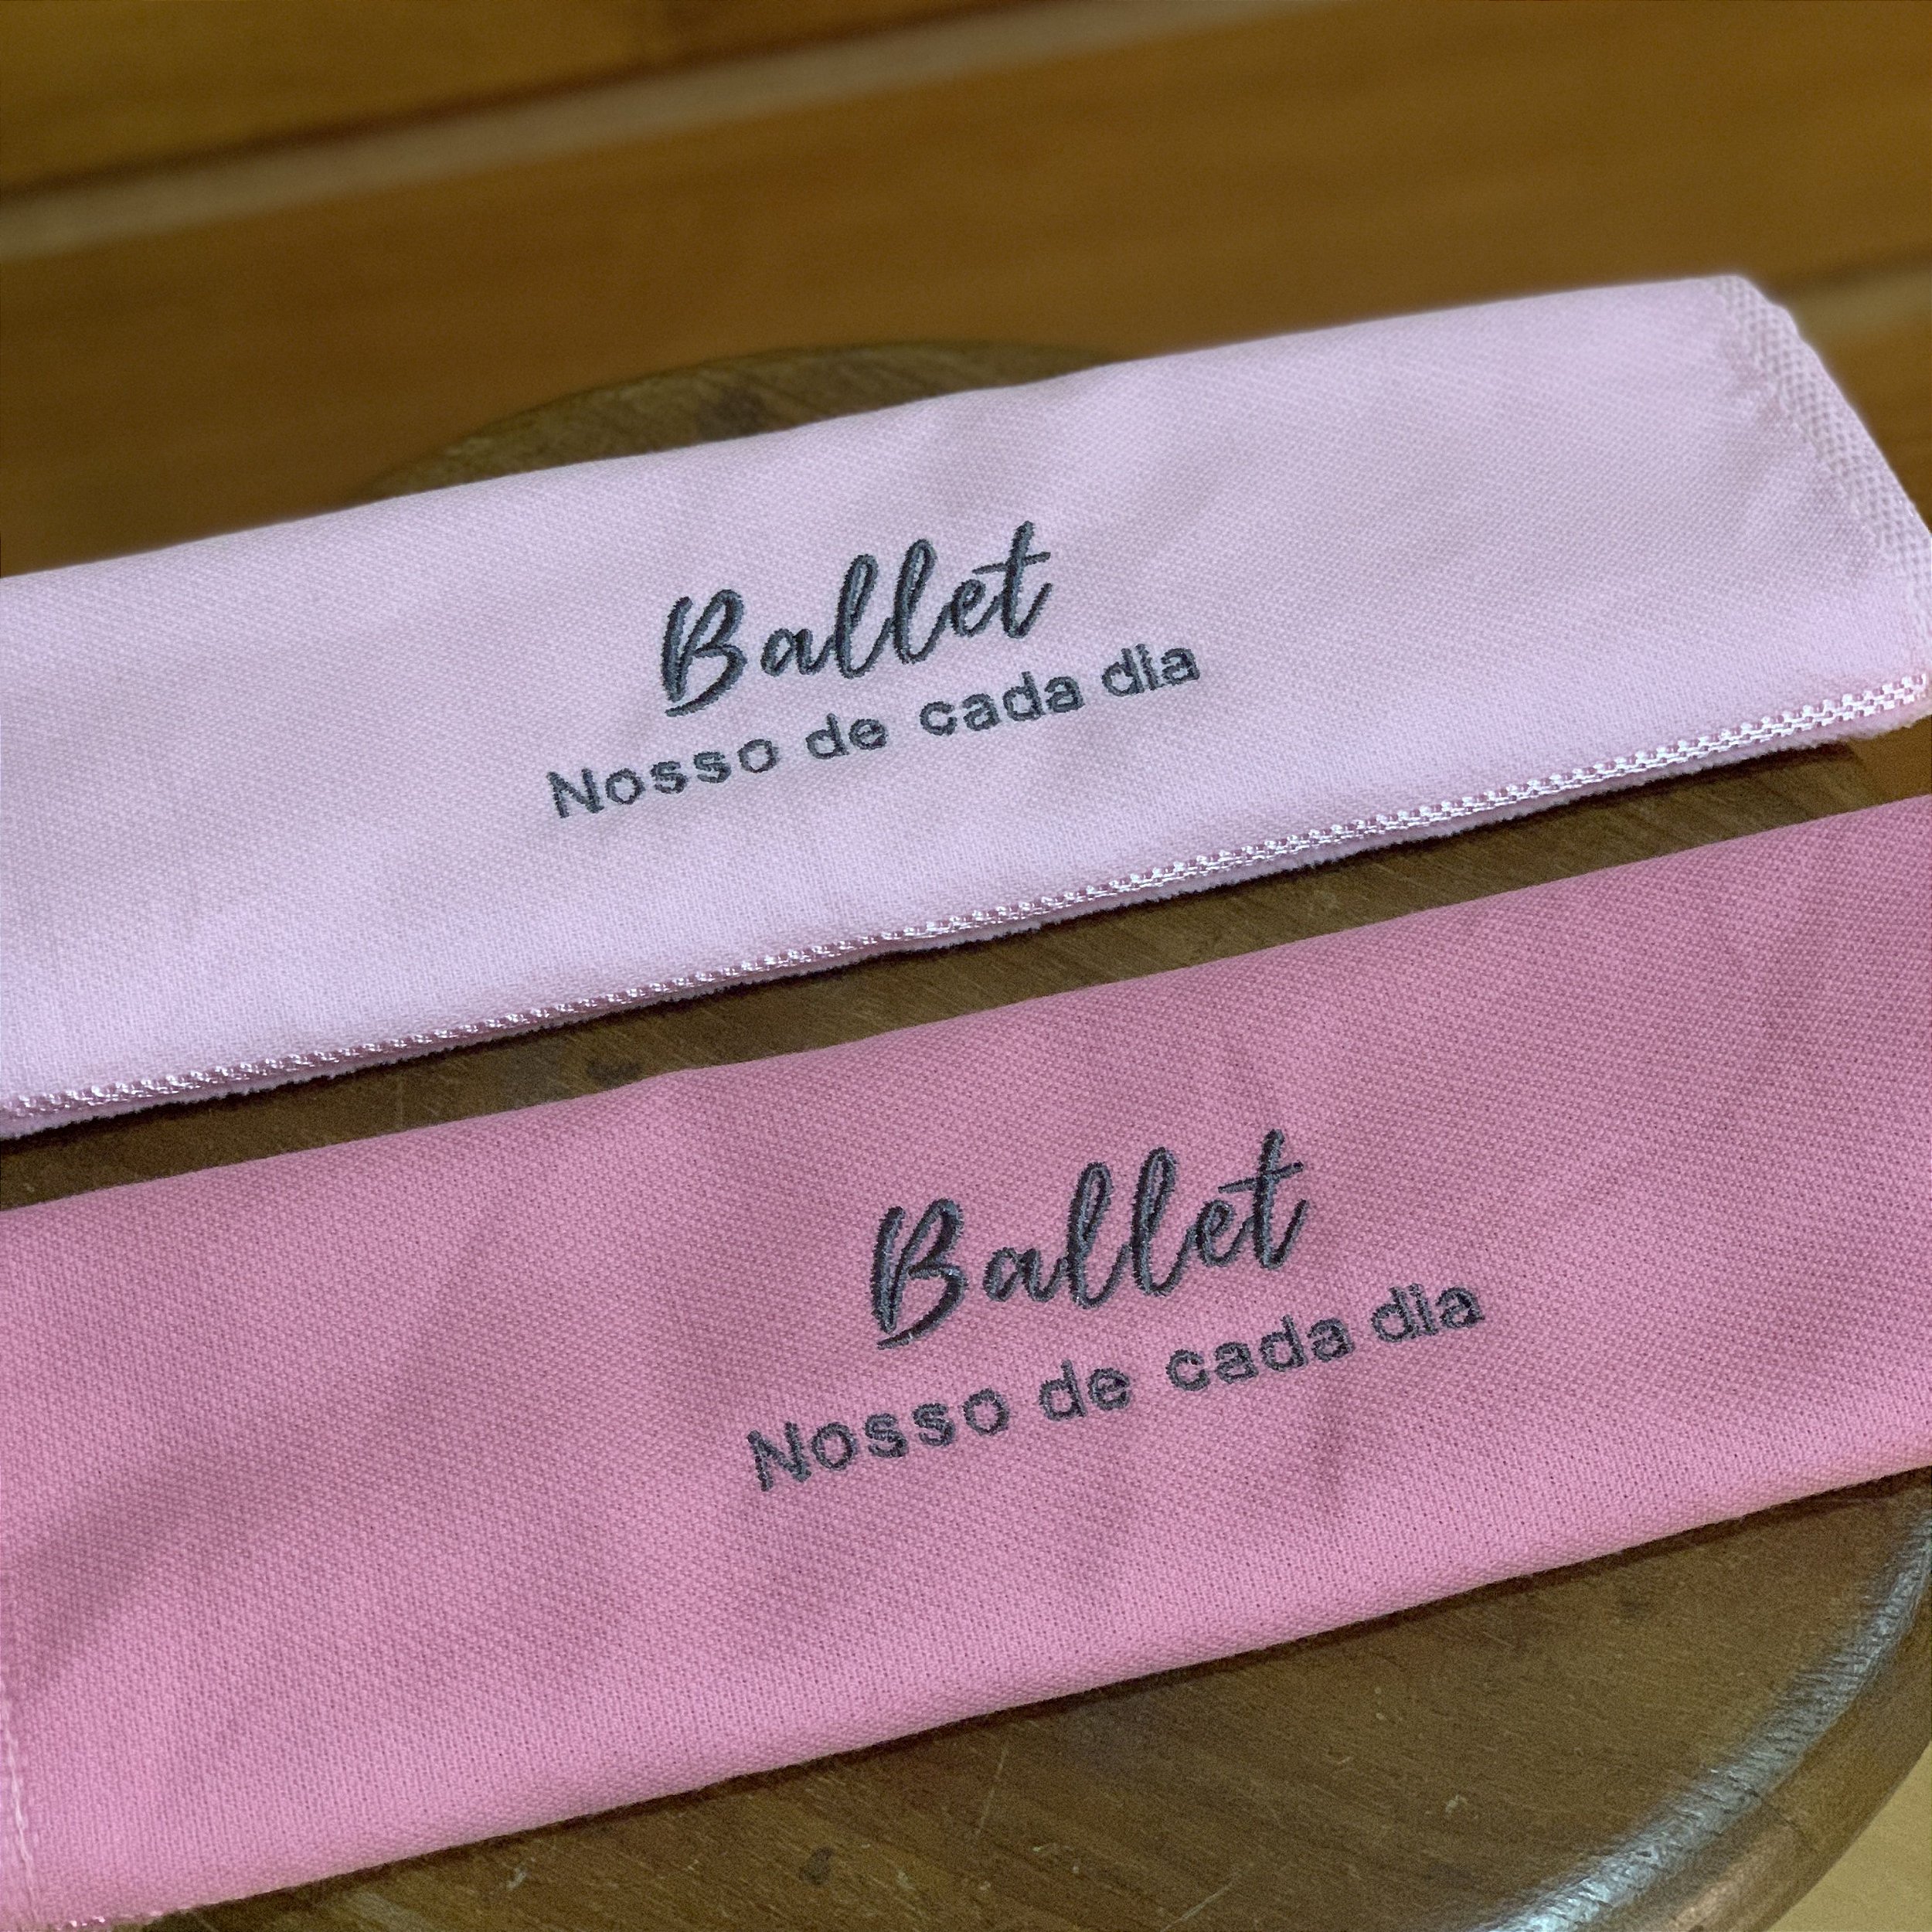 Ballet
Nosso de cada dia
Ballet
Nosso de cada dia